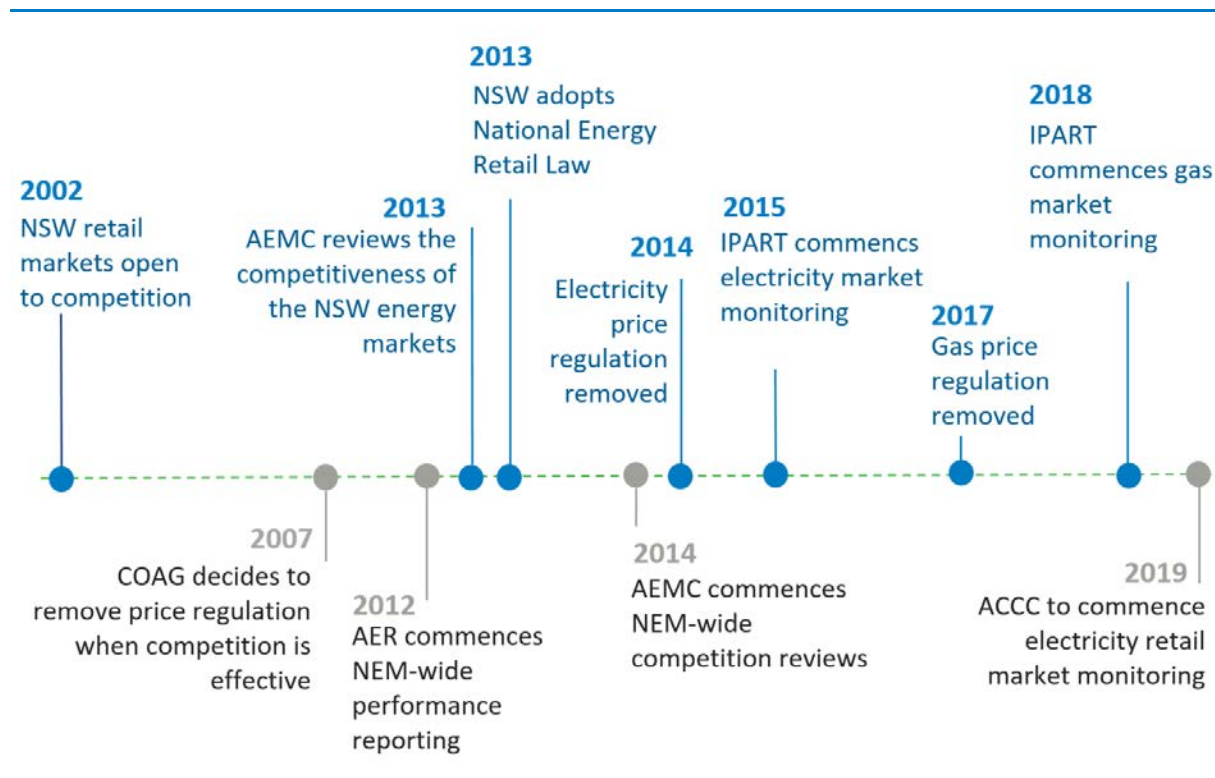 2002
NSW retail
markets open
to competition
2013
AEMC reviews the
competitiveness of
the NSW energy
markets
2013
NSW adopts
National Energy
Retail Law
2014
Electricity
price
regulation
removed
2015
IPART commencs
electricity market
monitoring
2017
Gas price
regulation
removed
2018
IPART
commences gas
market
monitoring
2007
COAG decides to
remove price regulation
when competition is
effective
2012
AER commences
NEM-wide
performance
reporting
2014
AEMC commences
NEM-wide
competition reviews
2019
ACCC to commence
electricity retail
market monitoring